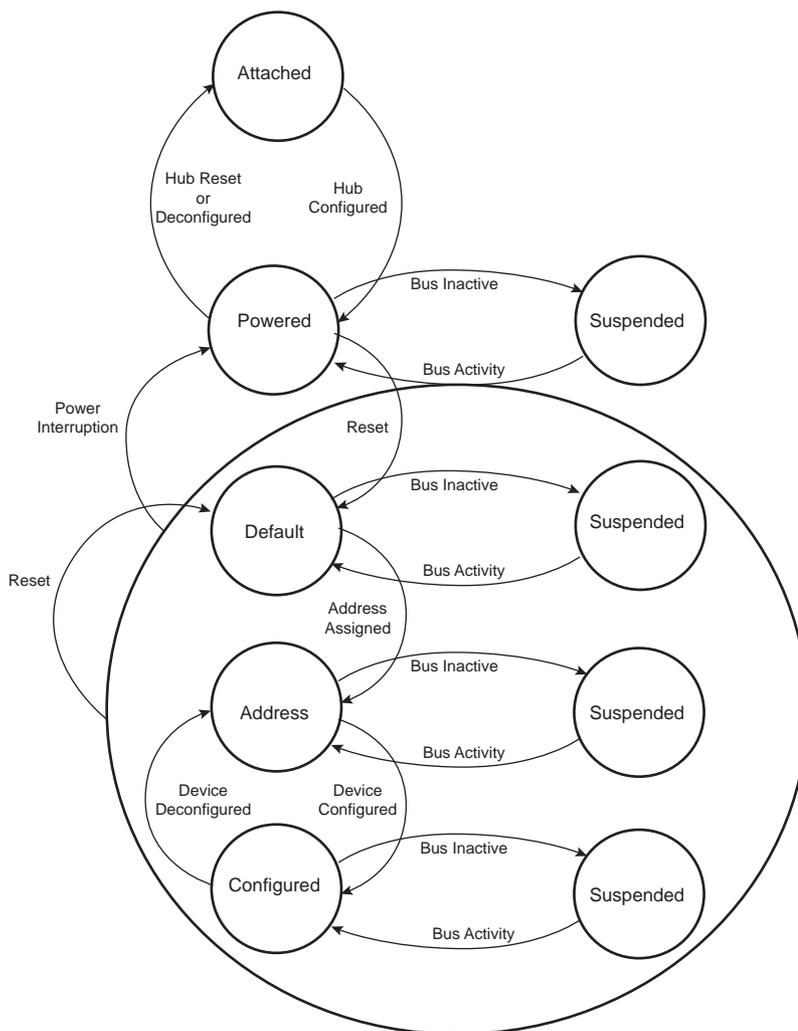 Attached
Hub Reset
or
Deconfigured
Hub
Configured
Bus Inactive
Powered
Suspended
Bus Activity
Power
Interruption
Reset
Bus Inactive
Default
Suspended
Bus Activity
Reset
Address
Assigned
Bus Inactive
Address
Suspended
Bus Activity
Device
Deconfigured
Device
Configured
Bus Inactive
Configured
Suspended
Bus Activity